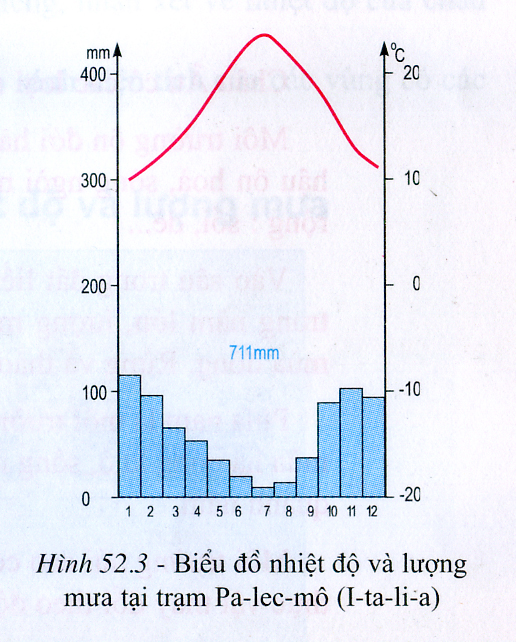 mm
°C
400
20
300
10
200
0
711mm
100
-10
0
-20
1 2 3 4 5 6 7 8 9 10 11 12
Hình 52.3 - Biểu đồ nhiệt độ và lượng
mưa tại trạm Pa-lec-mô (I-ta-li-a)